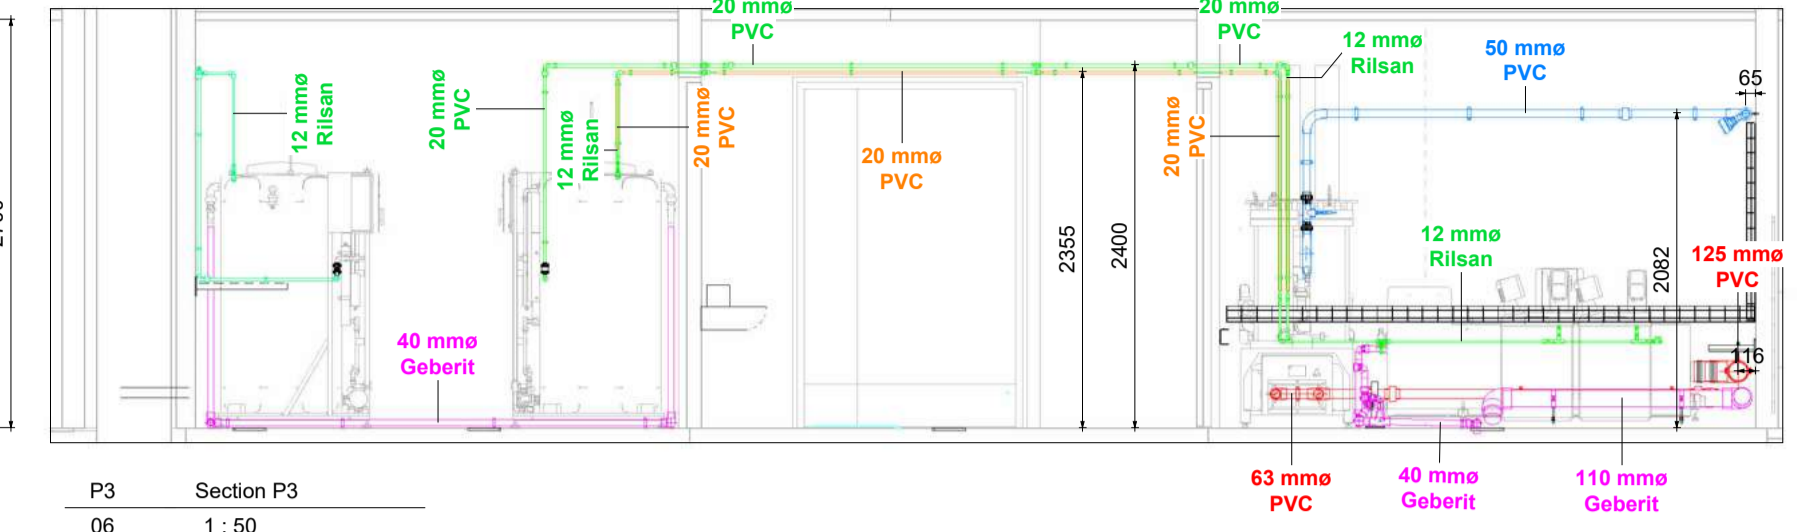 20 mmø
PVC
20 mmø
PVC
12 mmø
Rilsan
50 mmø
PVC
65
12 mmø
Rilsan
20 mmø
PVC
12 mmø
Rilsan
20 mmø
PVC
20 mmø
PVC
20 mmø
PVC
2355
2400
12 mmø
Rilsan
2082
125 mmø
PVC
40 mmø
Geberit
116
63 mmø
PVC
40 mmø
Geberit
110 mmø
Geberit
P3 Section P3
06 1 : 50